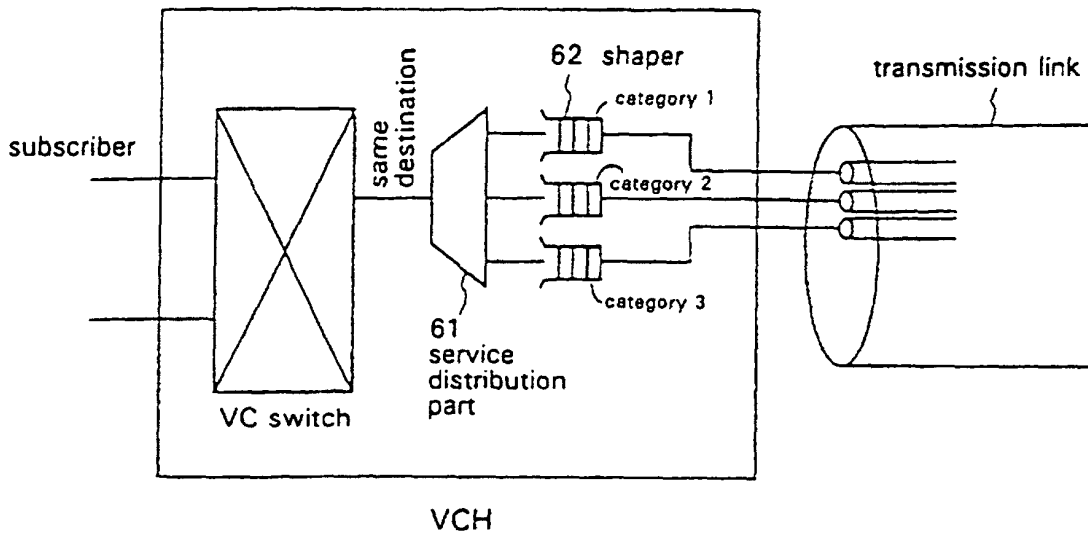 62 shaper
transmission link
category 1
subscriber
same
destination
category 2
category 3
61
service
distribution
part
VC switch
VCH